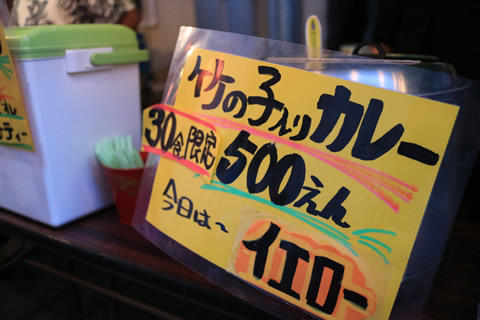 竹の子入りカレー
30食限定
500えん
今日は〜
イエロー